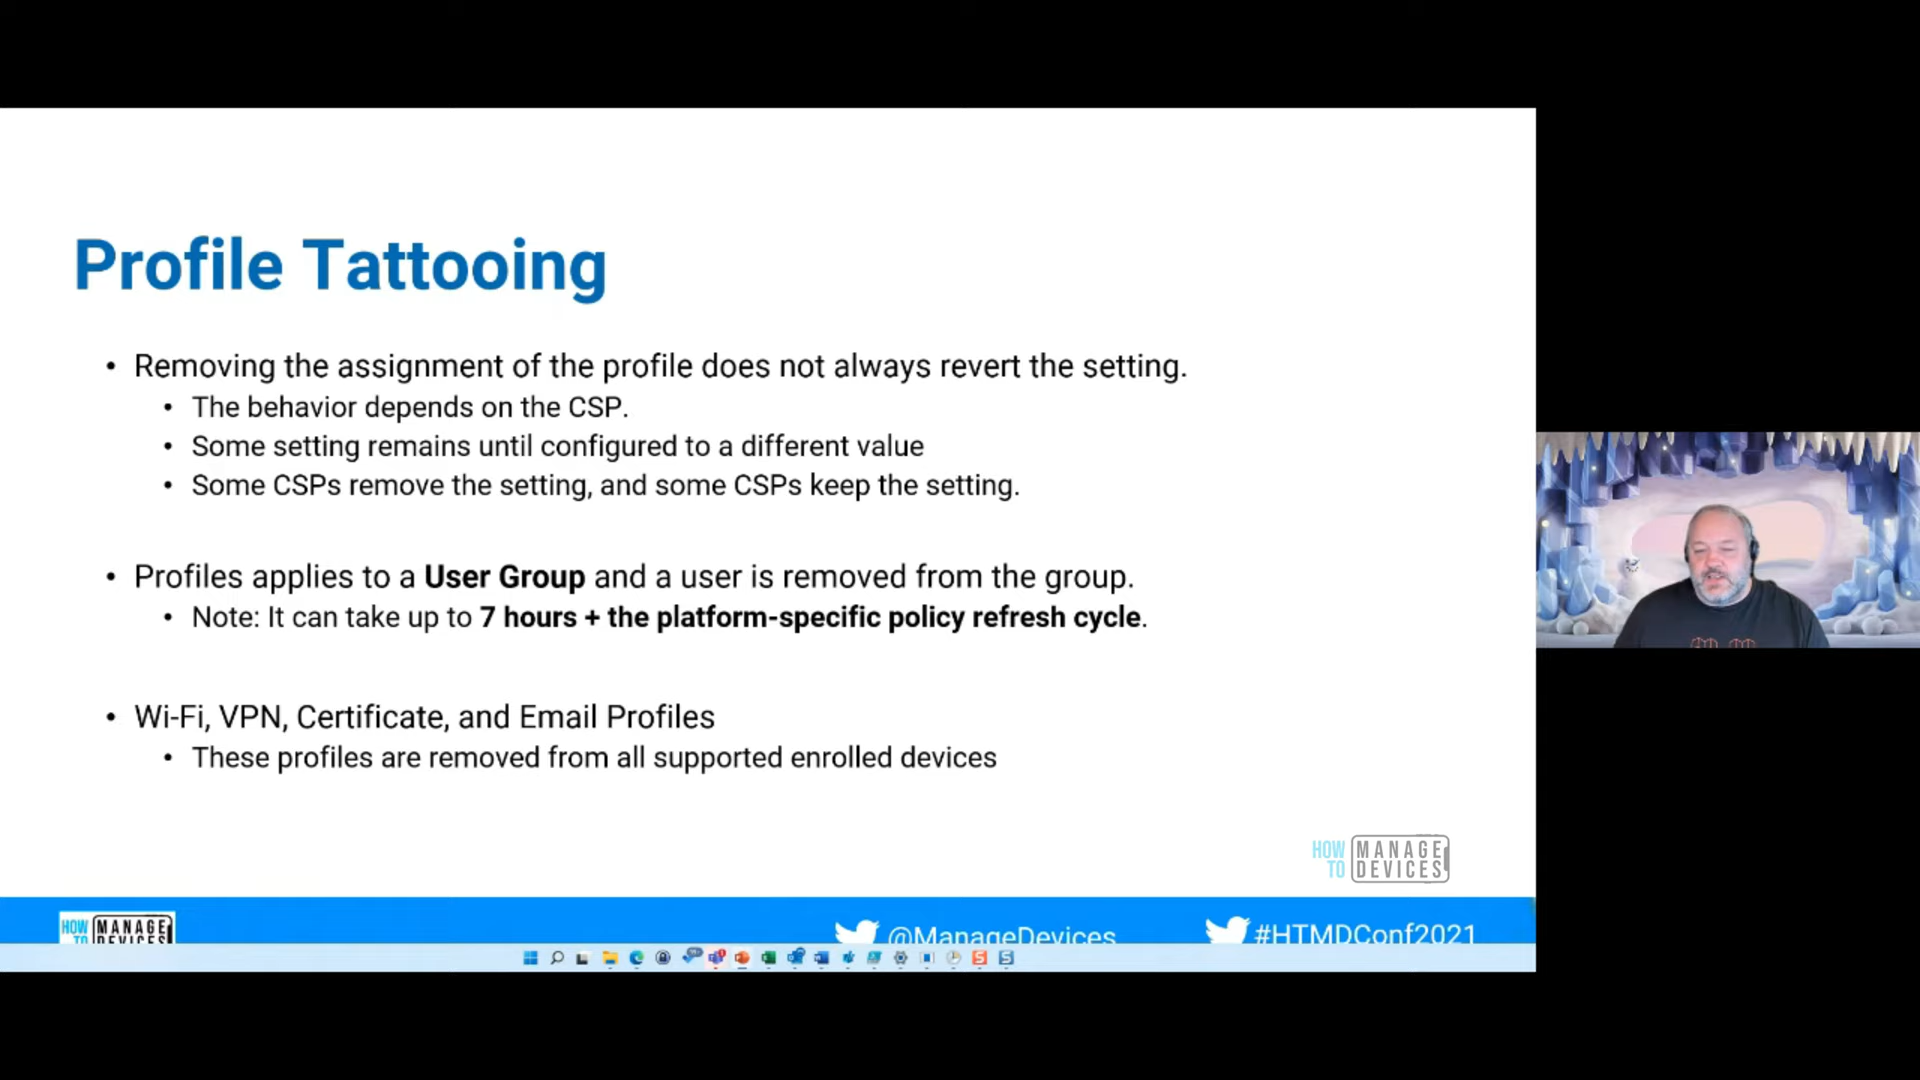 Profile Tattooing
• Removing the assignment of the profile does not always revert the setting.
• The behavior depends on the CSP.
• Some setting remains until configured to a different value
• Some CSPs remove the setting, and some CSPs keep the setting.
• Profiles applies to a User Group and a user is removed from the group.
• Note: It can take up to 7 hours + the platform-specific policy refresh cycle.
• Wi-Fi, VPN, Certificate, and Email Profiles
• These profiles are removed from all supported enrolled devices
HOW TO MANAGE DEVICES
HOW TO MANAGE DEVICES
@ManageDevices
#HTMDConf2021